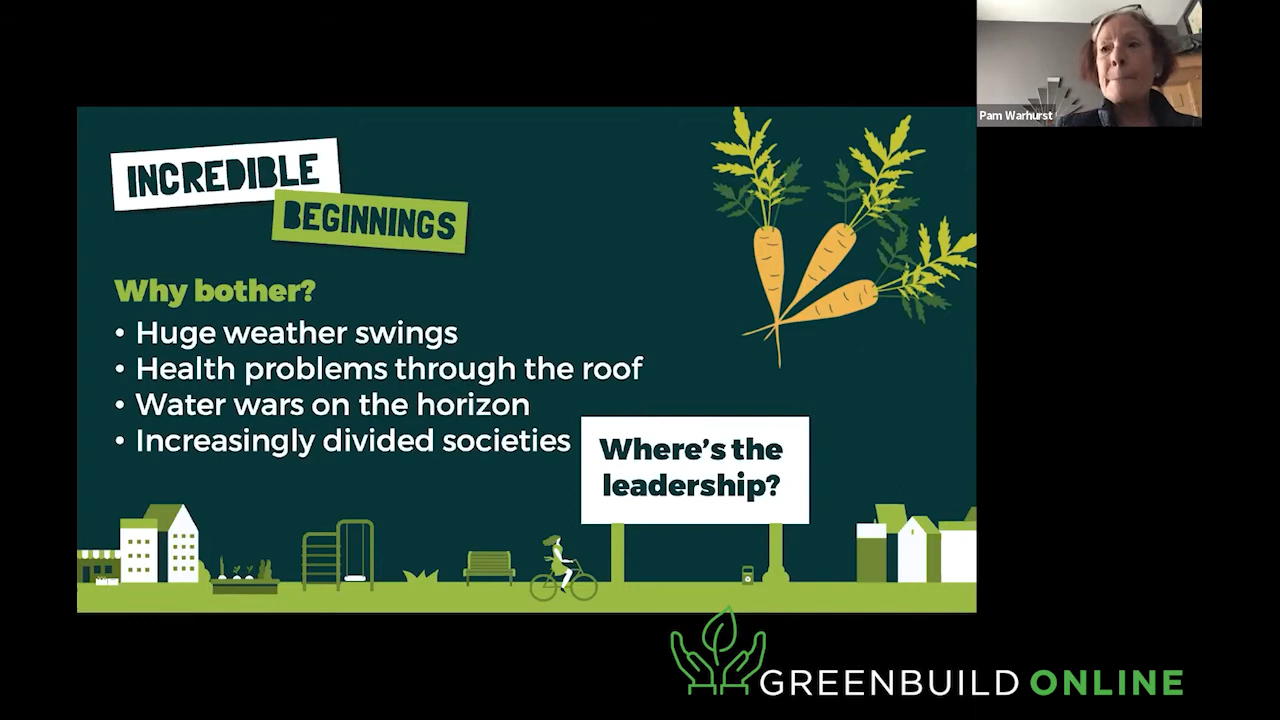 Pam Warhurst
INCREDIBLE
BEGINNINGS
Why bother?
• Huge weather swings
• Health problems through the roof
• Water wars on the horizon
• Increasingly divided societies
Where's the
leadership?
GREENBUILD ONLINE